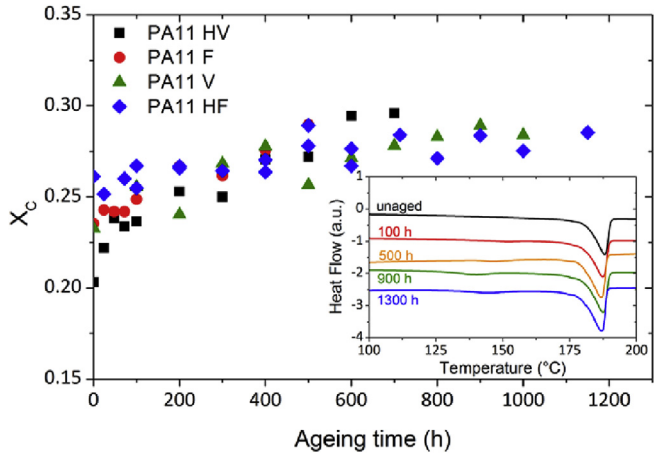 PA11 HV
PA11 F
PA11 V
PA11 HF
0.35
0.30
0.25
0.20
0.15
X_C
0 200 400 600 800 1000 1200
Ageing time (h)
1
0
-1
-2
-3
-4
Heat Flow (a.u.)
unaged
100 h
500 h
900 h
1300 h
100 125 150 175 200
Temperature (°C)